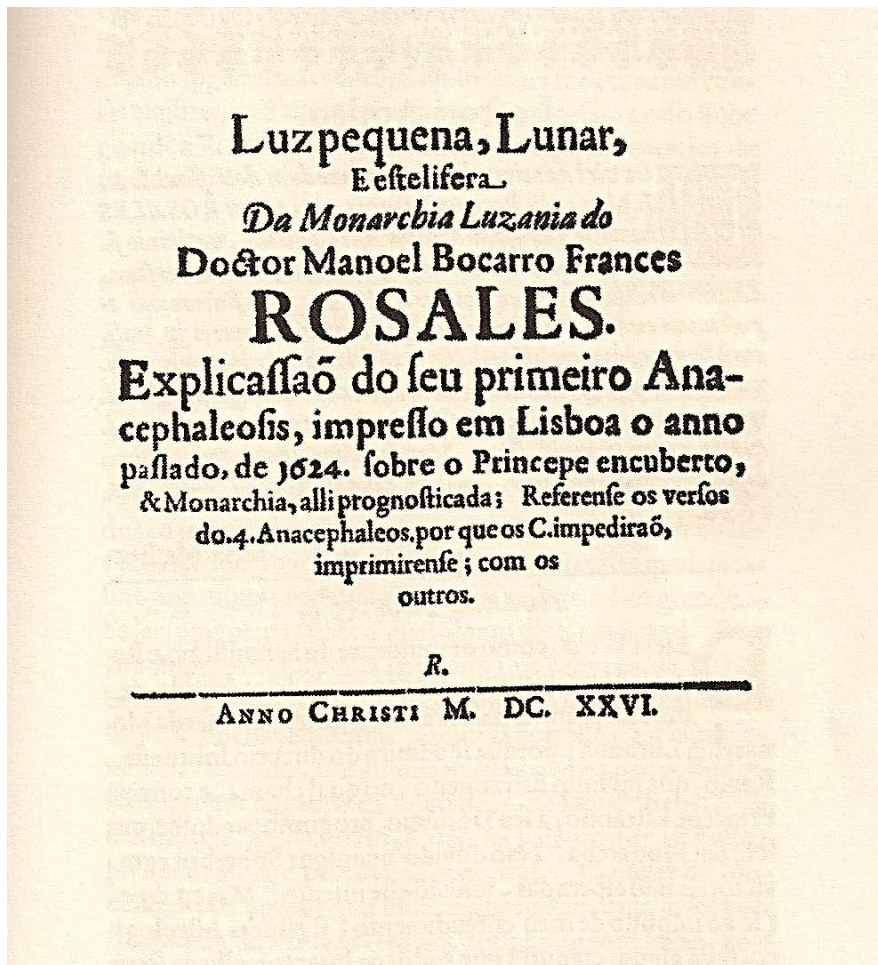 Luz pequena, Lunar,
E eſtelifera
Da Monarchia Luzania do
Doctor Manoel Bocarro Frances
ROSALES.
Explicaſſaõ do ſeu primeiro Ana-
cephaleoſis, impreſſo em Lisboa o anno
paſſado, de 1624. ſobre o Princepe encuberto,
& Monarchia, alli prognoſticada; Referenſe os verſos
do.4.Anacephaleos.por que os C.impediraõ,
imprimirenſe; com os
outros.
R.
ANNO CHRISTI M. DC. XXVI.